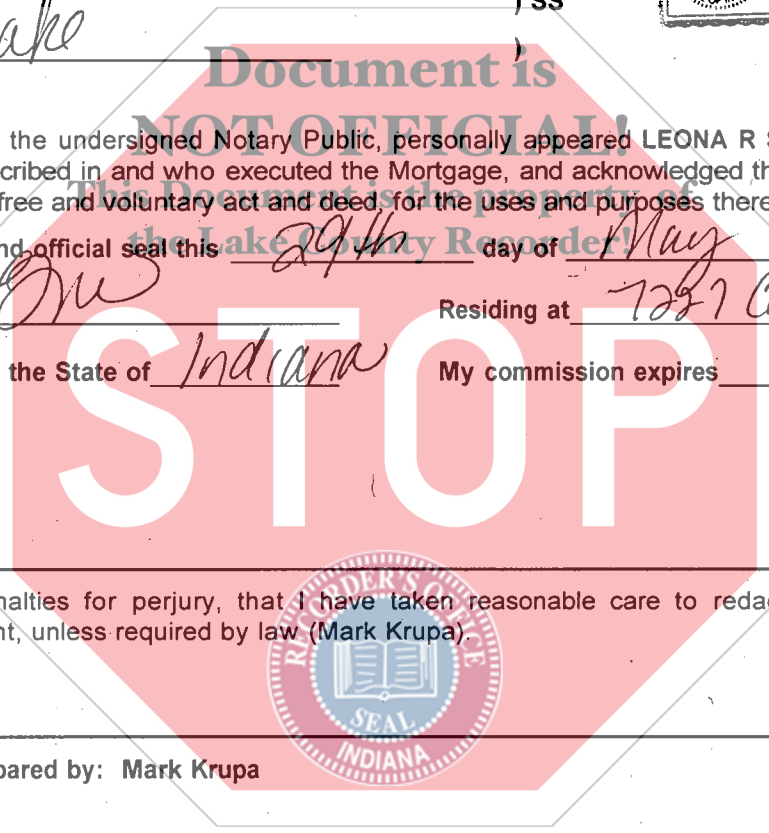 ake
) SS
)
Document is
NOT OFFICIAL!
This Document is the property of
the Lake County Recorder!
the undersigned Notary Public, personally appeared LEONA R S
cribed in and who executed the Mortgage, and acknowledged th
free and voluntary act and deed, for the uses and purposes there
nd official seal this 29th day of May
Residing at 7227
the State of Indiana My commission expires
STOP
nalties for perjury, that I have taken reasonable care to redac
nt, unless required by law (Mark Krupa).
RECORDER'S OFFICE
SEAL
INDIANA
pared by: Mark Krupa